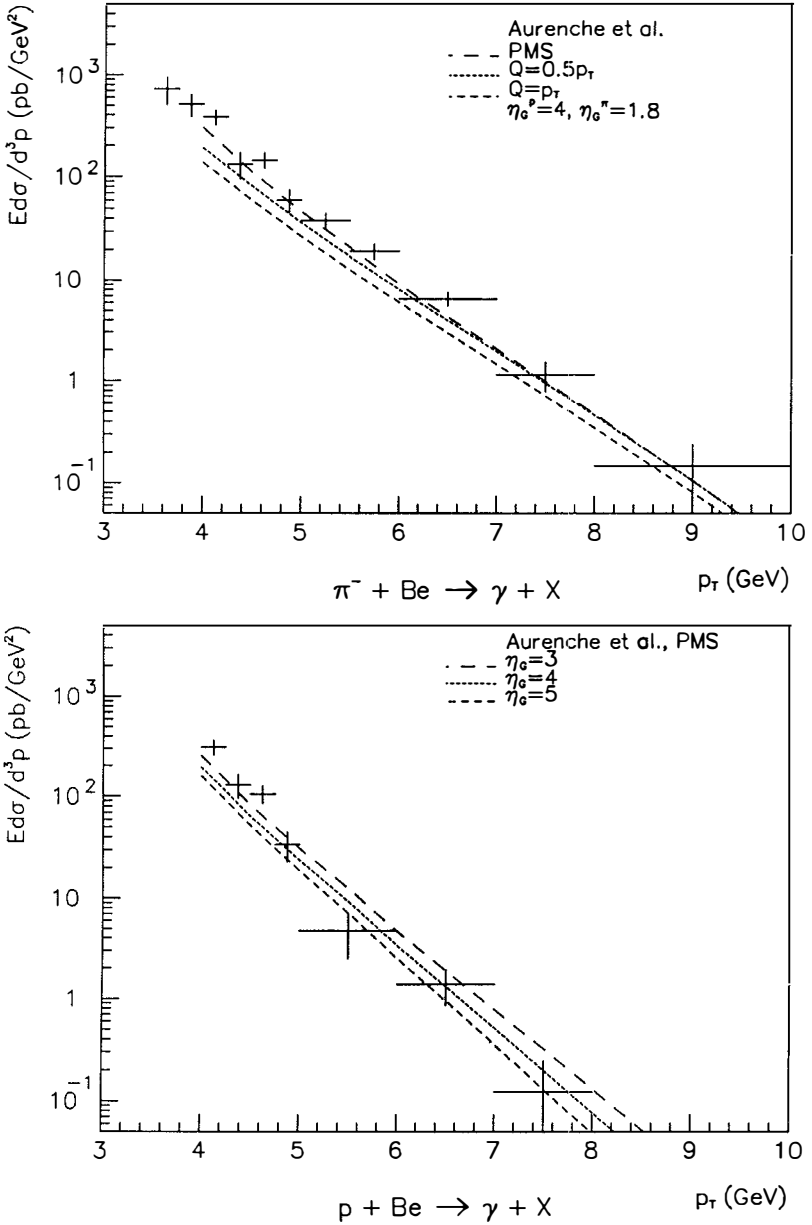 Aurenche et al.
PMS
Q=0.5p_T
Q=p_T
η_G^p=4, η_G^π=1.8
Edσ/d³p (pb/GeV²)
10³
10²
10
1
10⁻¹
3 4 5 6 7 8 9 10
p_T (GeV)
π⁻ + Be → γ + X
Aurenche et al., PMS
η_G=3
η_G=4
η_G=5
Edσ/d³p (pb/GeV²)
10³
10²
10
1
10⁻¹
3 4 5 6 7 8 9 10
p_T (GeV)
p + Be → γ + X